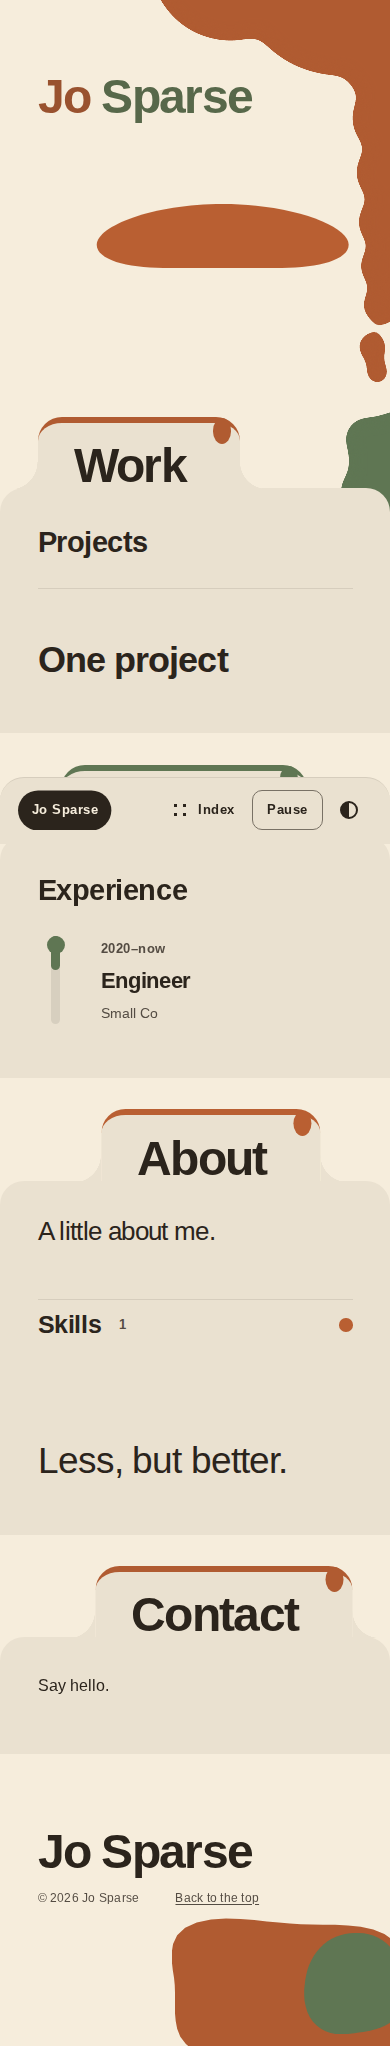 Jo Sparse
Work
Projects
One project
Jo Sparse
Index
Pause
Experience
2020–now
Engineer
Small Co
About
A little about me.
Skills 1
Less, but better.
Contact
Say hello.
Jo Sparse
© 2026 Jo Sparse
Back to the top